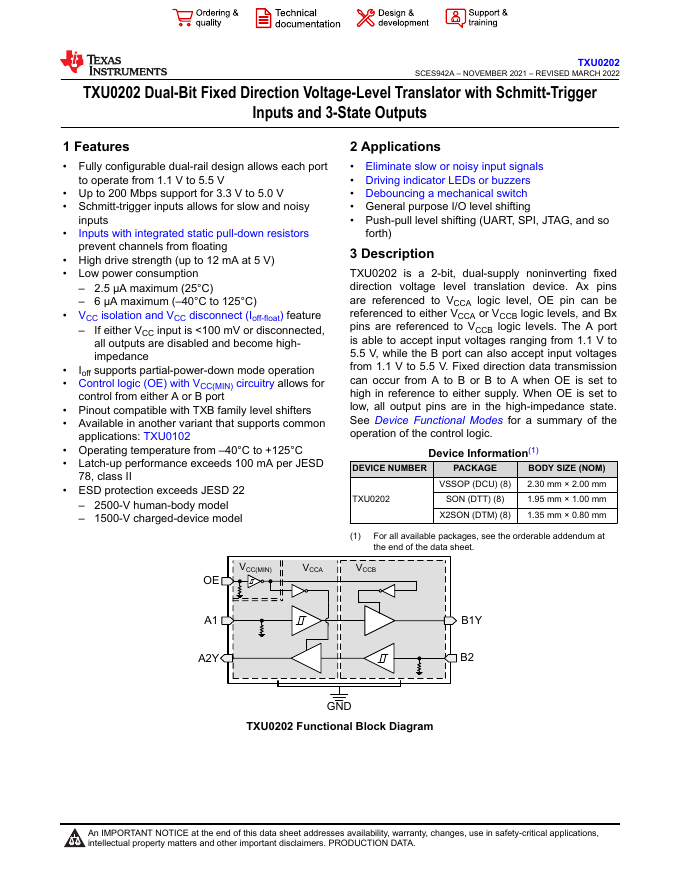 Ordering & quality
Technical documentation
Design & development
Support & training
TEXAS INSTRUMENTS
TXU0202
SCES942A – NOVEMBER 2021 – REVISED MARCH 2022
TXU0202 Dual-Bit Fixed Direction Voltage-Level Translator with Schmitt-Trigger
Inputs and 3-State Outputs
1 Features
• Fully configurable dual-rail design allows each port
to operate from 1.1 V to 5.5 V
• Up to 200 Mbps support for 3.3 V to 5.0 V
• Schmitt-trigger inputs allows for slow and noisy
inputs
• Inputs with integrated static pull-down resistors
prevent channels from floating
• High drive strength (up to 12 mA at 5 V)
• Low power consumption
– 2.5 µA maximum (25°C)
– 6 µA maximum (–40°C to 125°C)
• VCC isolation and VCC disconnect (Ioff-float) feature
– If either VCC input is <100 mV or disconnected,
all outputs are disabled and become high-
impedance
• Ioff supports partial-power-down mode operation
• Control logic (OE) with VCC(MIN) circuitry allows for
control from either A or B port
• Pinout compatible with TXB family level shifters
• Available in another variant that supports common
applications: TXU0102
• Operating temperature from –40°C to +125°C
• Latch-up performance exceeds 100 mA per JESD
78, class II
• ESD protection exceeds JESD 22
– 2500-V human-body model
– 1500-V charged-device model
2 Applications
• Eliminate slow or noisy input signals
• Driving indicator LEDs or buzzers
• Debouncing a mechanical switch
• General purpose I/O level shifting
• Push-pull level shifting (UART, SPI, JTAG, and so
forth)
3 Description
TXU0202 is a 2-bit, dual-supply noninverting fixed
direction voltage level translation device. Ax pins
are referenced to VCCA logic level, OE pin can be
referenced to either VCCA or VCCB logic levels, and Bx
pins are referenced to VCCB logic levels. The A port
is able to accept input voltages ranging from 1.1 V to
5.5 V, while the B port can also accept input voltages
from 1.1 V to 5.5 V. Fixed direction data transmission
can occur from A to B or B to A when OE is set to
high in reference to either supply. When OE is set to
low, all output pins are in the high-impedance state.
See Device Functional Modes for a summary of the
operation of the control logic.
Device Information(1)
DEVICE NUMBER PACKAGE BODY SIZE (NOM)
TXU0202
VSSOP (DCU) (8) 2.30 mm × 2.00 mm
SON (DTT) (8) 1.95 mm × 1.00 mm
X2SON (DTM) (8) 1.35 mm × 0.80 mm
(1) For all available packages, see the orderable addendum at
the end of the data sheet.
VCC(MIN) VCCA VCCB
OE
A1 B1Y
A2Y B2
GND
TXU0202 Functional Block Diagram
An IMPORTANT NOTICE at the end of this data sheet addresses availability, warranty, changes, use in safety-critical applications,
intellectual property matters and other important disclaimers. PRODUCTION DATA.